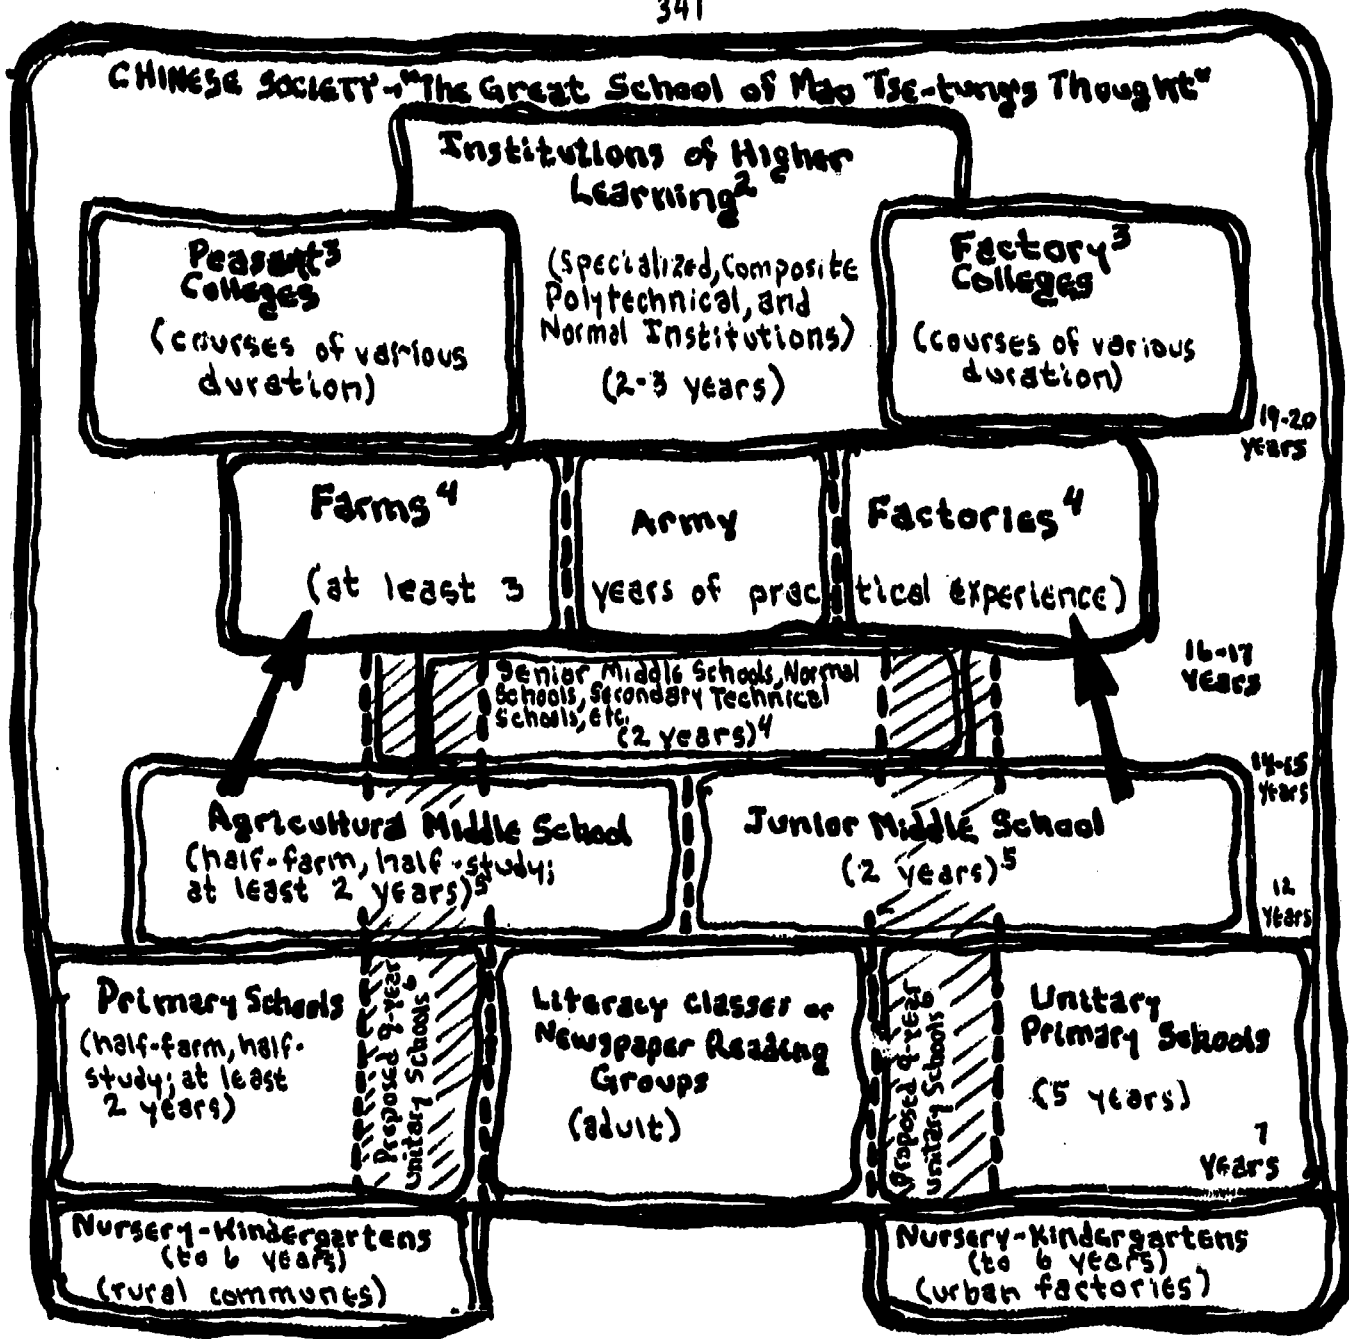 341
CHINESE SOCIETY-"The Great School of Mao Tse-tung's Thought"
Institutions of Higher
Learning²
(Specialized, Composite
Polytechnical, and
Normal Institutions)
(2-3 years)
Peasant³
Colleges
(courses of various
duration)
Factory³
Colleges
(courses of various
duration)
19-20
years
Farms⁴
Army
Factories⁴
(at least 3 years of practical experience)
16-17
years
Senior Middle Schools, Normal
Schools, Secondary Technical
Schools, etc.
(2 years)⁴
14-15
years
Agricultural Middle School
(half-farm, half-study;
at least 2 years)⁵
Junior Middle School
(2 years)⁵
12
years
Primary Schools
(half-farm, half-
study; at least
2 years)
Proposed 9-year
unitary Schools⁶
Literacy classes or
Newspaper Reading
Groups
(adult)
Proposed 9-year
unitary Schools⁶
Unitary
Primary Schools
(5 years)
7
years
Nursery-Kindergartens
(to 6 years)
(rural communes)
Nursery-Kindergartens
(to 6 years)
(urban factories)